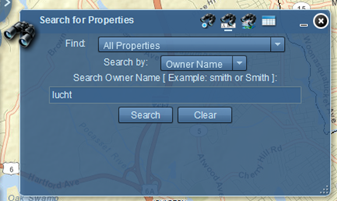 Search for Properties
Find: All Properties
Search by: Owner Name
Search Owner Name [ Example: smith or Smith ]:
lucht
Search Clear
15
6
Oak Swamp